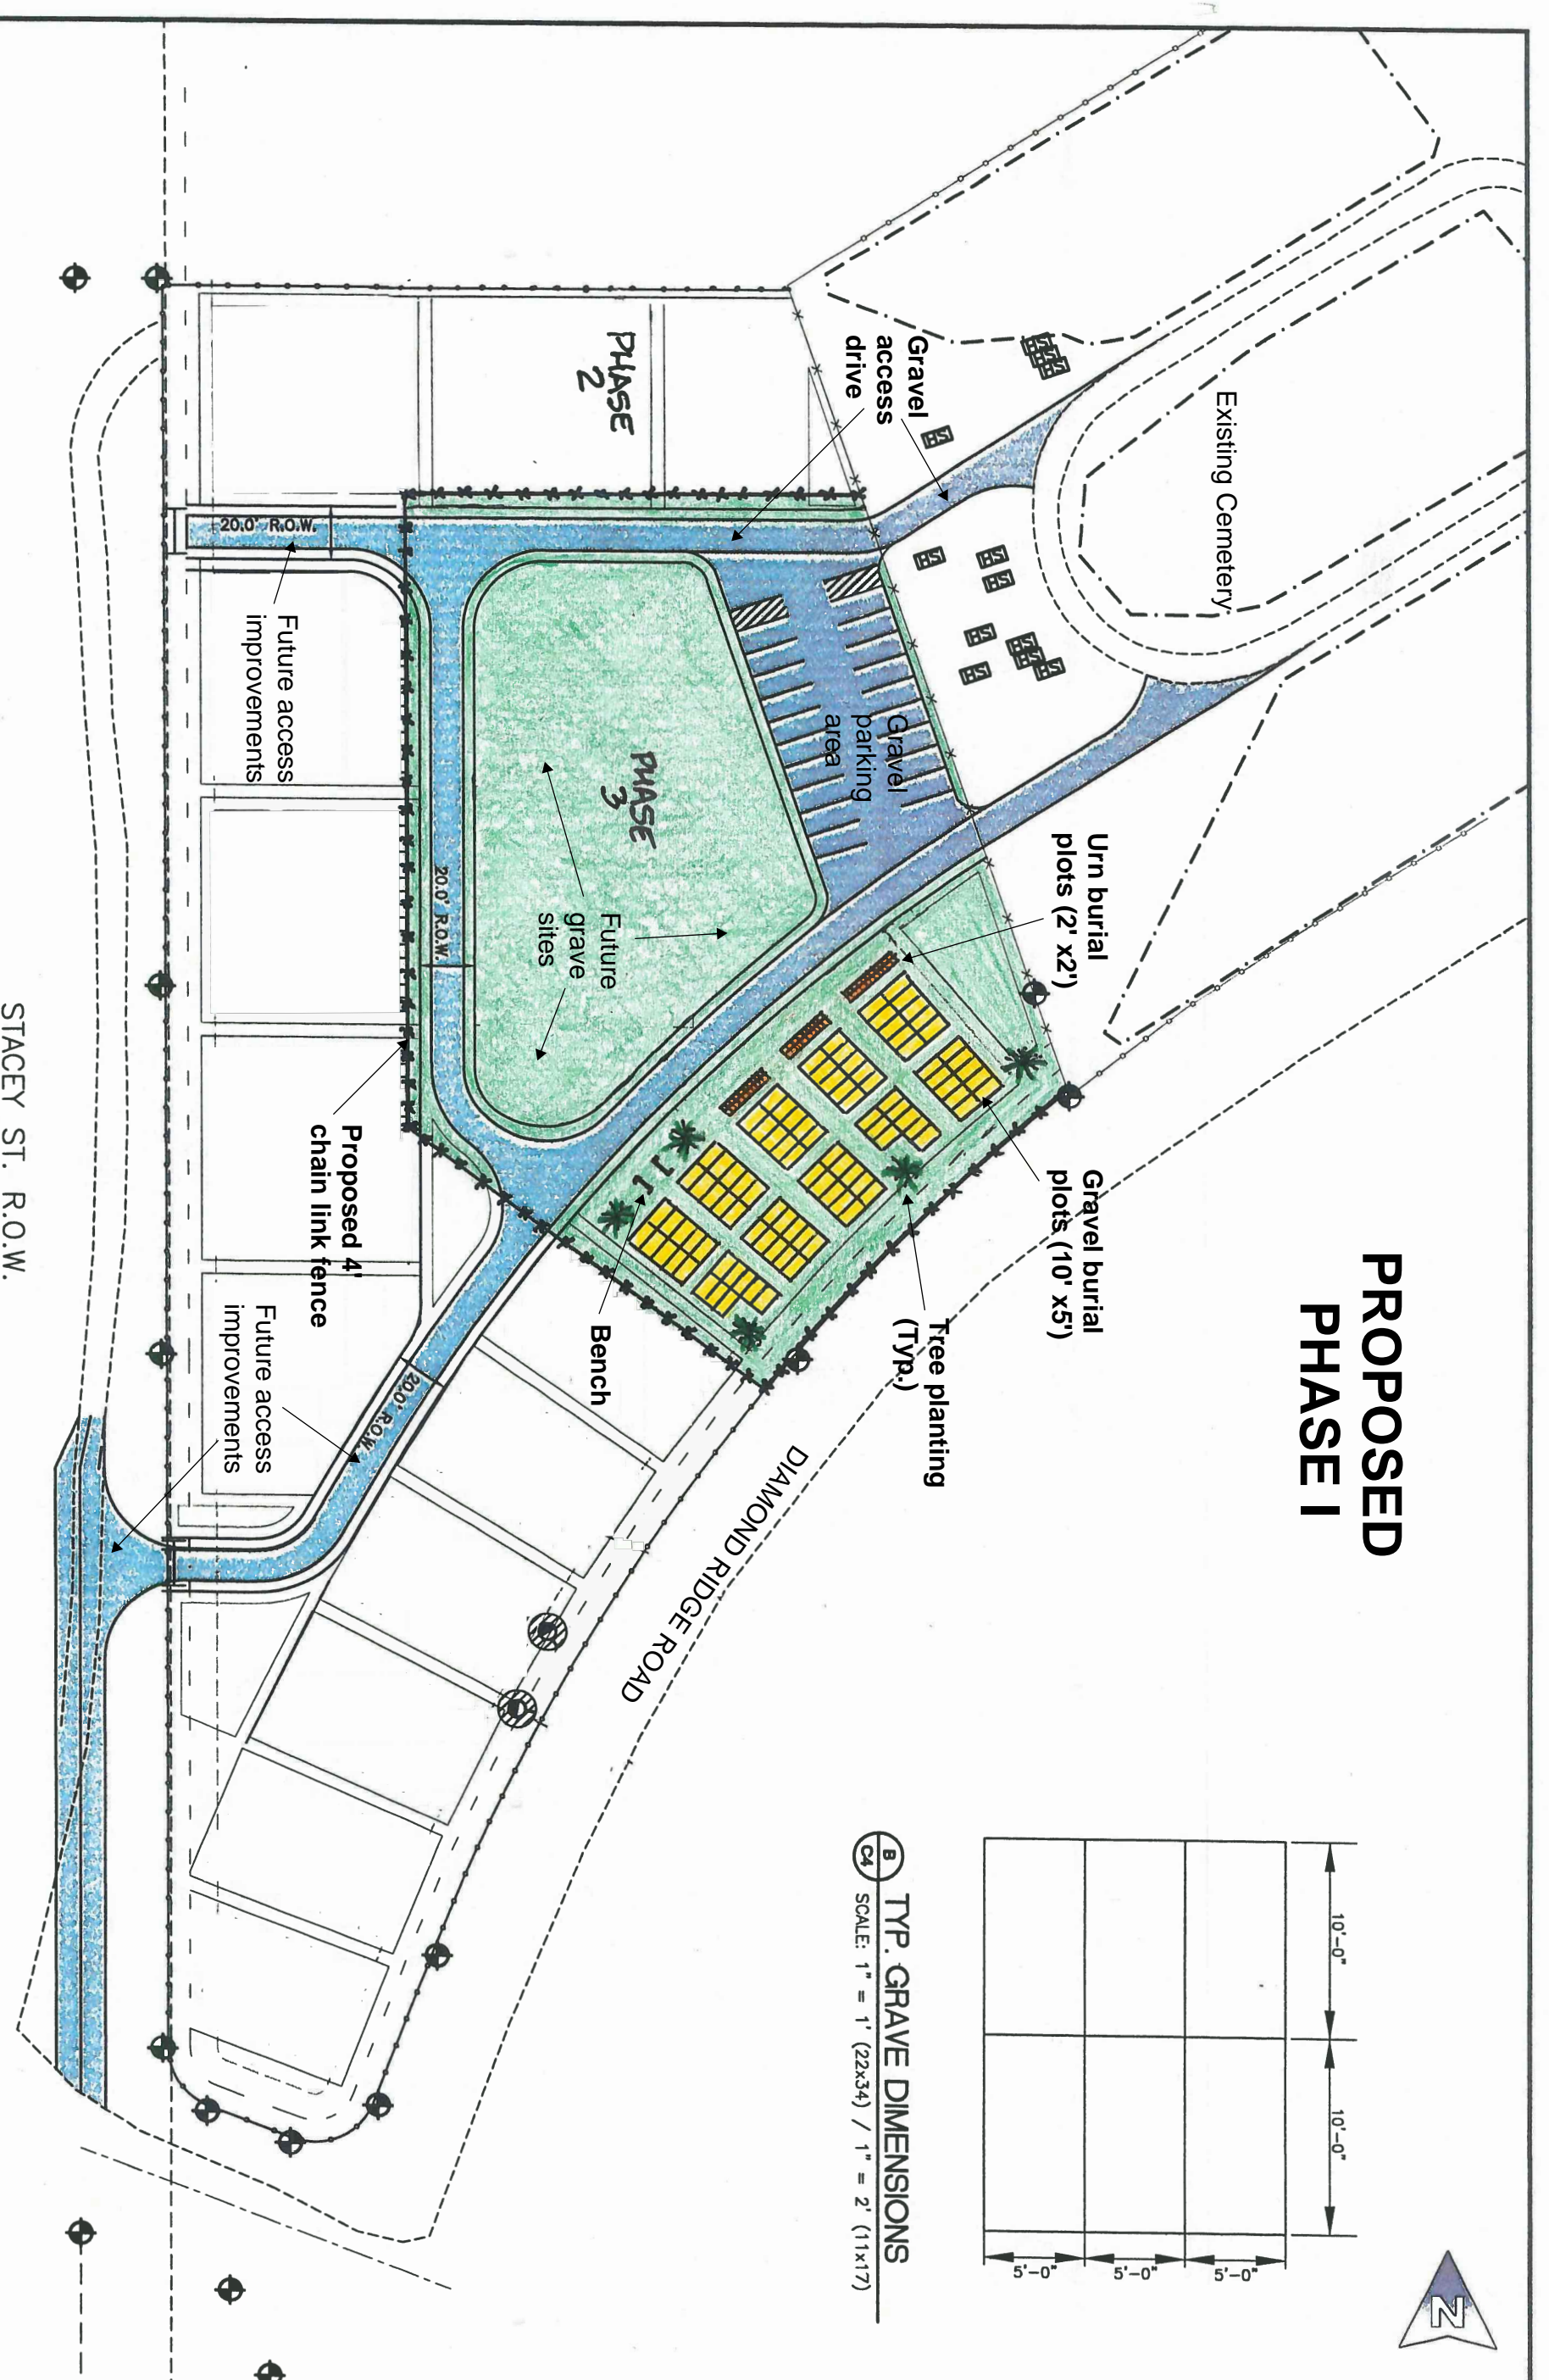 PROPOSED
PHASE I
Existing Cemetery
Gravel
access
drive
PHASE
2
20.0' R.O.W.
Future access
improvements
Gravel
parking
area
PHASE
3
Future
grave
sites
20.0' R.O.W.
Urn burial
plots (2' x2')
Gravel burial
plots (10' x5')
Tree planting
(Typ.)
Bench
Proposed 4'
chain link fence
20.0' R.O.W.
Future access
improvements
DIAMOND RIDGE ROAD
STACEY ST. R.O.W.
10'-0"
10'-0"
5'-0"
5'-0"
5'-0"
B
C4
TYP. GRAVE DIMENSIONS
SCALE: 1" = 1' (22x34) / 1" = 2' (11x17)
N